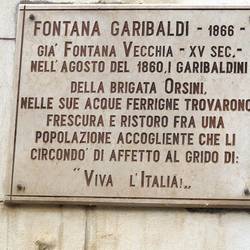 FONTANA GARIBALDI - 1866 -
GIA' FONTANA VECCHIA - XV SEC. -
NELL'AGOSTO DEL 1860, I GARIBALDINI
DELLA BRIGATA ORSINI,
NELLE SUE ACQUE FERRIGNE TROVARONO
FRESCURA E RISTORO FRA UNA
POPOLAZIONE ACCOGLIENTE CHE LI
CIRCONDO' DI AFFETTO AL GRIDO DI:
"VIVA L'ITALIA!„